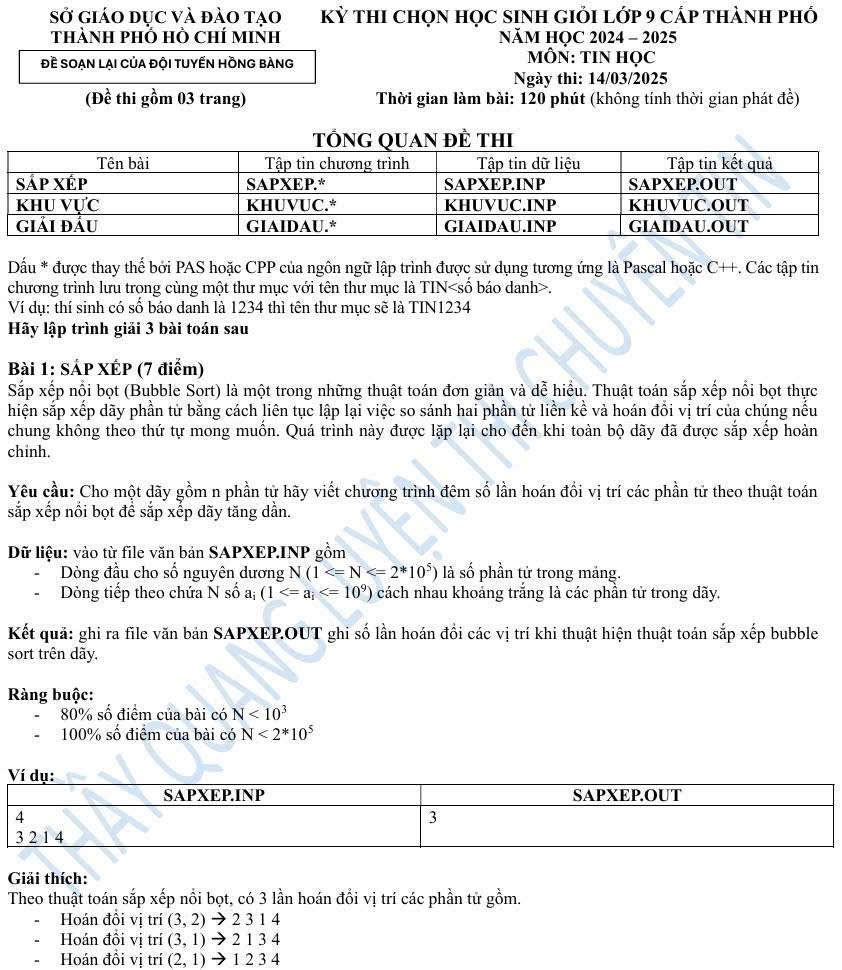 SỞ GIÁO DỤC VÀ ĐÀO TẠO
THÀNH PHỐ HỒ CHÍ MINH
ĐỀ SOẠN LẠI CỦA ĐỘI TUYỂN HỒNG BÀNG
(Đề thi gồm 03 trang)
KỲ THI CHỌN HỌC SINH GIỎI LỚP 9 CẤP THÀNH PHỐ
NĂM HỌC 2024 – 2025
MÔN: TIN HỌC
Ngày thi: 14/03/2025
Thời gian làm bài: 120 phút (không tính thời gian phát đề)
TỔNG QUAN ĐỀ THI
Tên bài Tập tin chương trình Tập tin dữ liệu Tập tin kết quả
SẮP XẾP SAPXEP.* SAPXEP.INP SAPXEP.OUT
KHU VỰC KHUVUC.* KHUVUC.INP KHUVUC.OUT
GIẢI ĐẤU GIAIDAU.* GIAIDAU.INP GIAIDAU.OUT
Dấu * được thay thế bởi PAS hoặc CPP của ngôn ngữ lập trình được sử dụng tương ứng là Pascal hoặc C++. Các tập tin
chương trình lưu trong cùng một thư mục với tên thư mục là TIN<số báo danh>.
Ví dụ: thí sinh có số báo danh là 1234 thì tên thư mục sẽ là TIN1234
Hãy lập trình giải 3 bài toán sau
Bài 1: SẮP XẾP (7 điểm)
Sắp xếp nổi bọt (Bubble Sort) là một trong những thuật toán đơn giản và dễ hiểu. Thuật toán sắp xếp nổi bọt thực
hiện sắp xếp dãy phần tử bằng cách liên tục lập lại việc so sánh hai phần tử liền kề và hoán đổi vị trí của chúng nếu
chung không theo thứ tự mong muốn. Quá trình này được lặp lại cho đến khi toàn bộ dãy đã được sắp xếp hoàn
chỉnh.
Yêu cầu: Cho một dãy gồm n phần tử hãy viết chương trình đếm số lần hoán đổi vị trí các phần tử theo thuật toán
sắp xếp nổi bọt để sắp xếp dãy tăng dần.
Dữ liệu: vào từ file văn bản SAPXEP.INP gồm
- Dòng đầu cho số nguyên dương N (1 <= N <= 2*10⁵) là số phần tử trong mảng.
- Dòng tiếp theo chứa N số aᵢ (1 <= aᵢ <= 10⁹) cách nhau khoảng trắng là các phần tử trong dãy.
Kết quả: ghi ra file văn bản SAPXEP.OUT ghi số lần hoán đổi các vị trí khi thuật hiện thuật toán sắp xếp bubble
sort trên dãy.
Ràng buộc:
- 80% số điểm của bài có N < 10³
- 100% số điểm của bài có N < 2*10⁵
Ví dụ:
SAPXEP.INP SAPXEP.OUT
4 3
3 2 1 4
Giải thích:
Theo thuật toán sắp xếp nổi bọt, có 3 lần hoán đổi vị trí các phần tử gồm.
- Hoán đổi vị trí (3, 2) → 2 3 1 4
- Hoán đổi vị trí (3, 1) → 2 1 3 4
- Hoán đổi vị trí (2, 1) → 1 2 3 4
THẦY QUANG LUYỆN THI CHUYÊN TIN